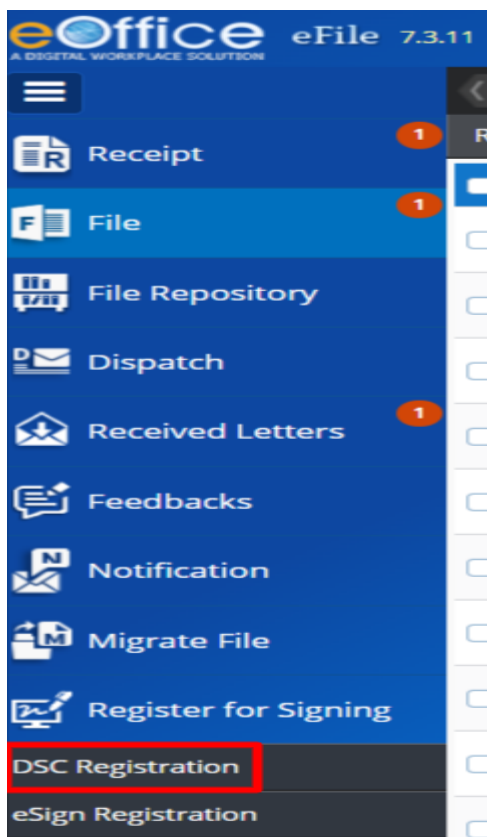 eOffice eFile 7.3.11
A DIGITAL WORKPLACE SOLUTION
Receipt 1
R
File 1
File Repository
Dispatch
Received Letters 1
Feedbacks
Notification
Migrate File
Register for Signing
DSC Registration
eSign Registration